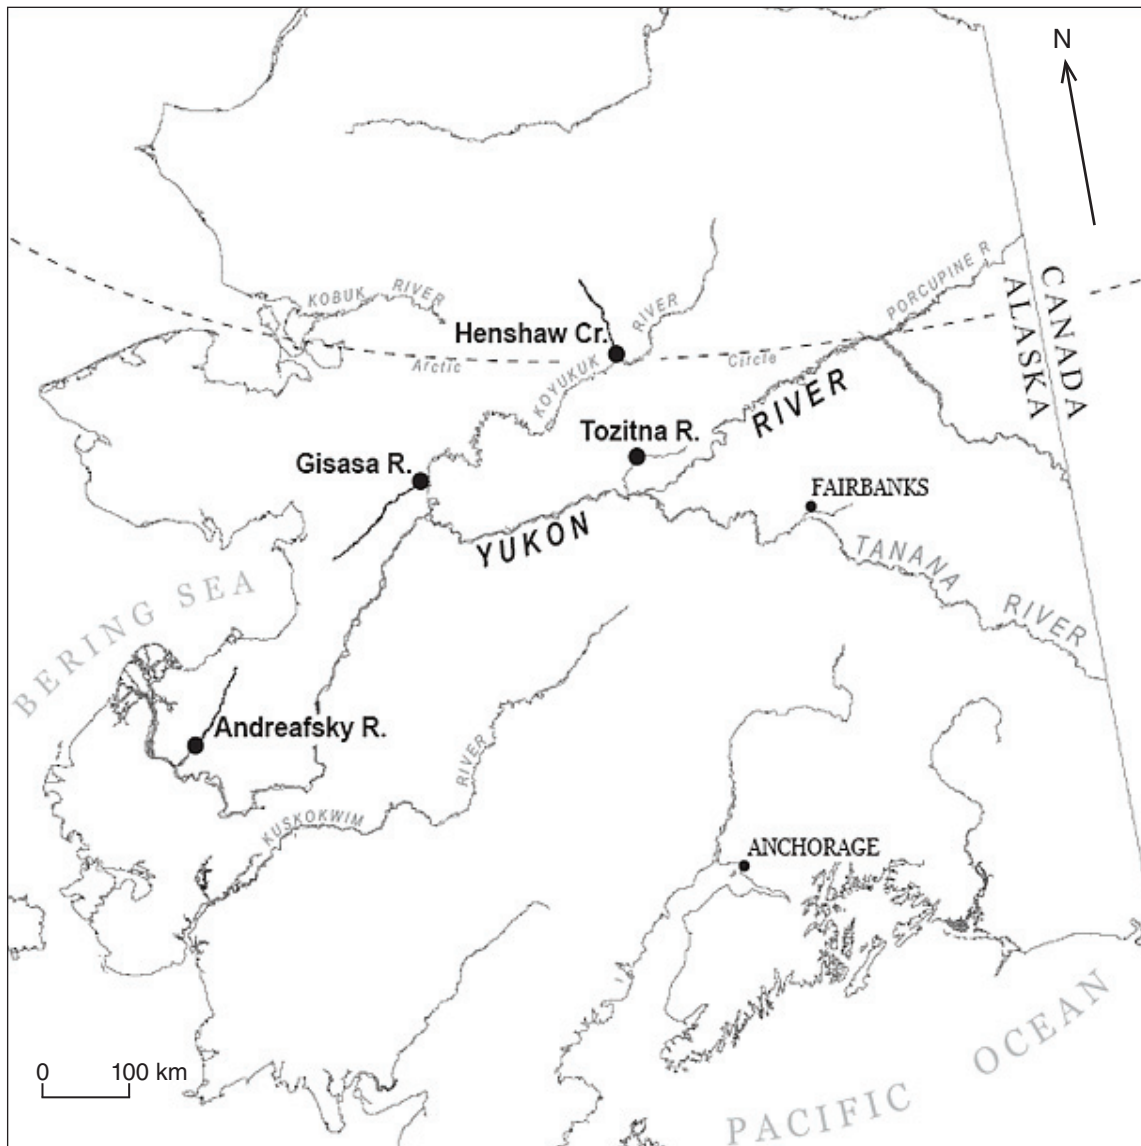 N
CANADA
ALASKA
PORCUPINE R
KOBUK RIVER
Henshaw Cr.
RIVER
KOYUKUK
Arctic Circle
RIVER
Tozitna R.
Gisasa R.
FAIRBANKS
YUKON
TANANA RIVER
BERING SEA
Andreafsky R.
RIVER
KUSKOKWIM
ANCHORAGE
PACIFIC OCEAN
0 100 km